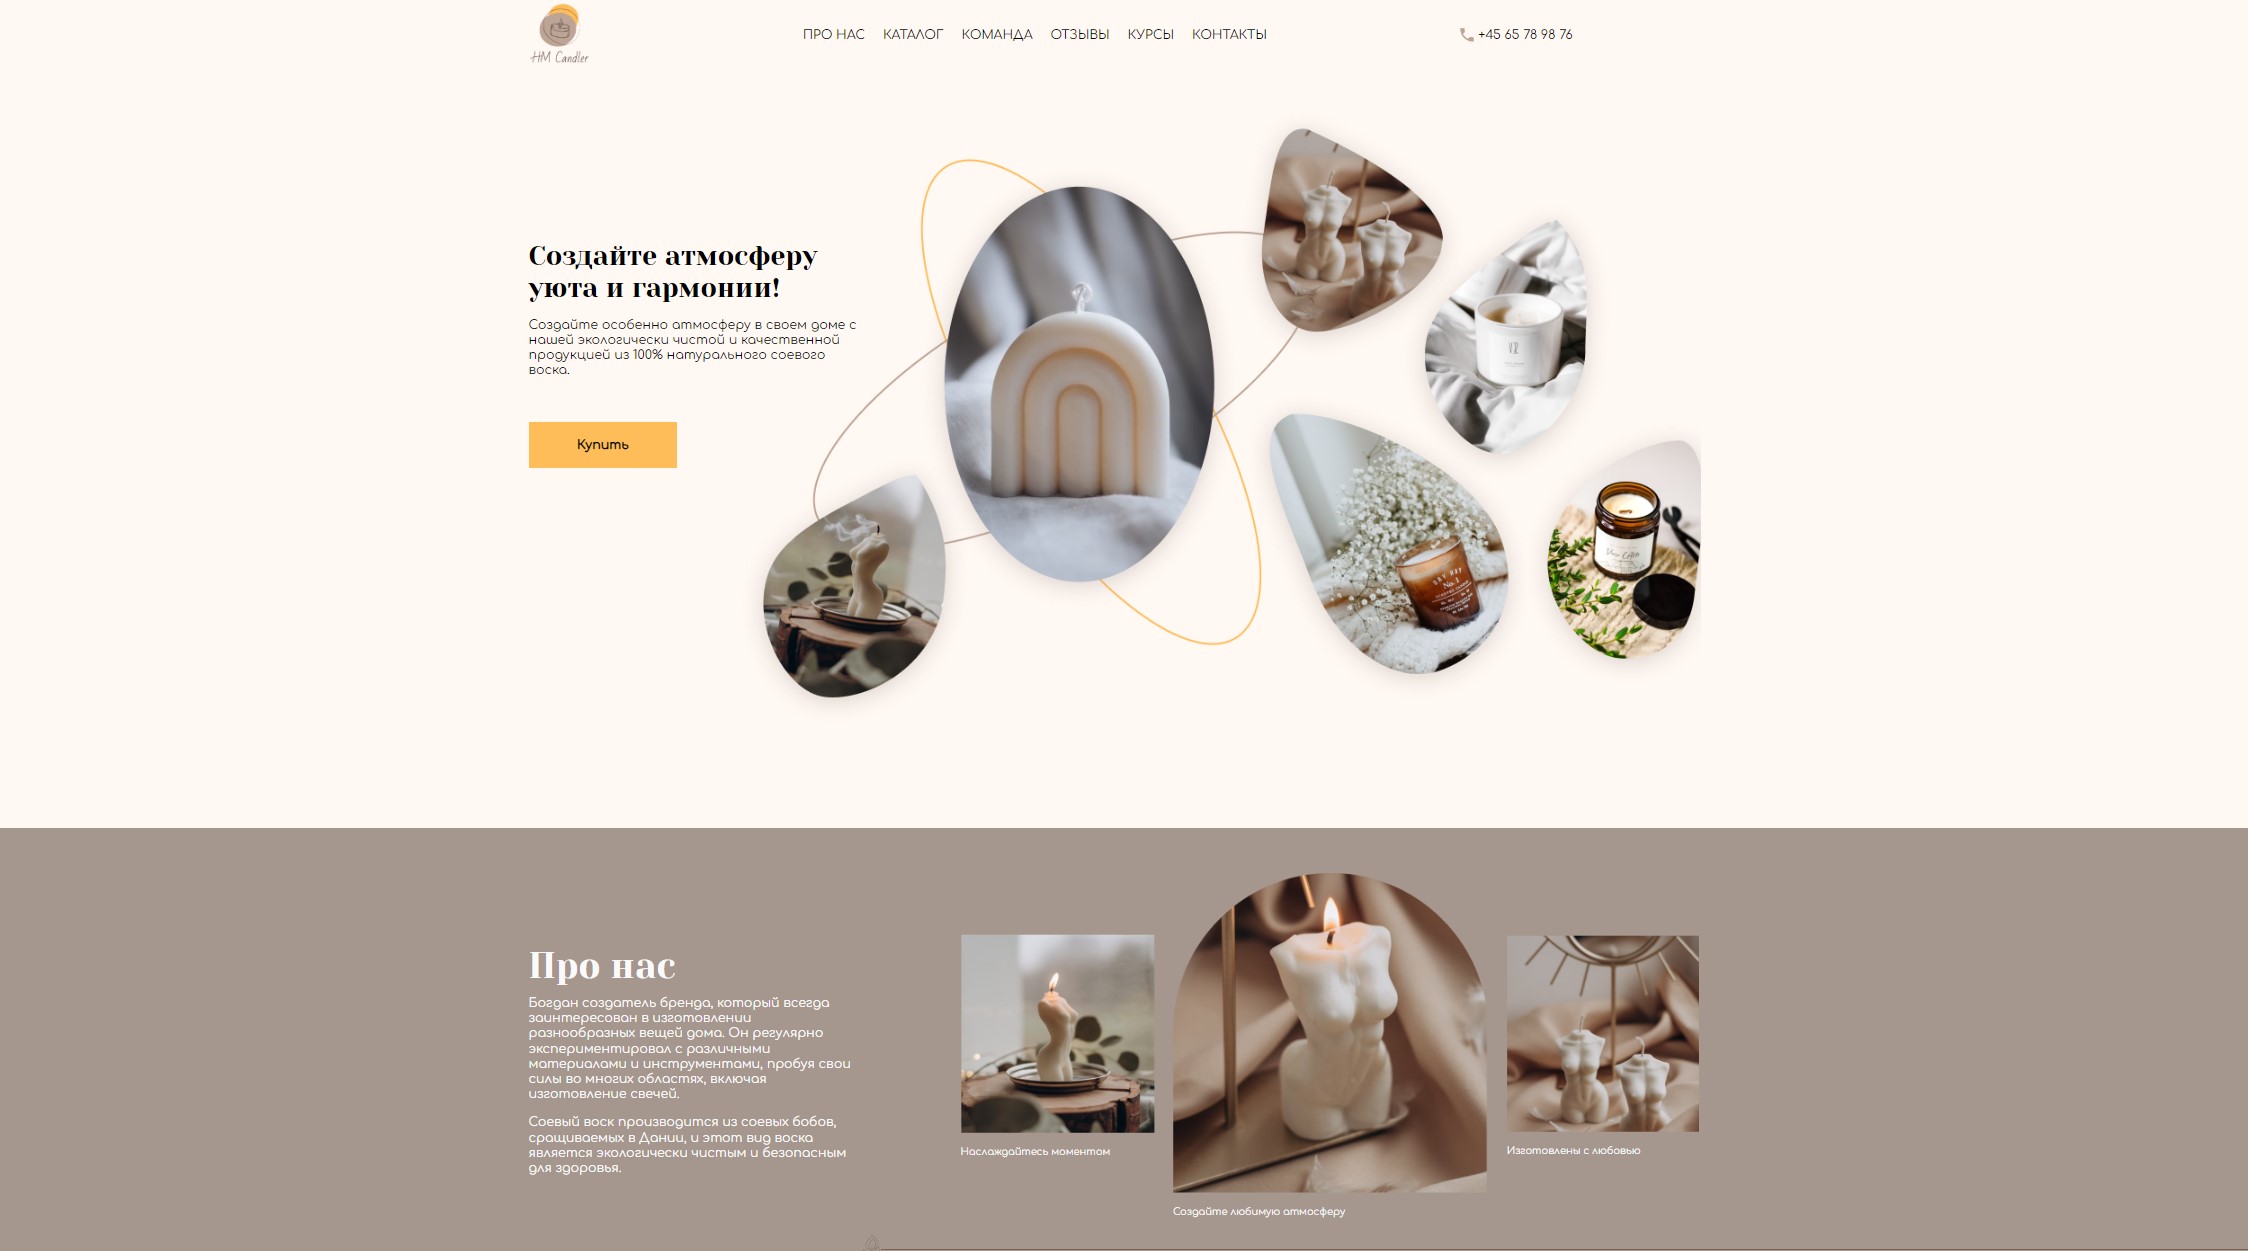 HM Candler
ПРО НАС КАТАЛОГ КОМАНДА ОТЗЫВЫ КУРСЫ КОНТАКТЫ
+45 65 78 98 76
Создайте атмосферу
уюта и гармонии!
Создайте особенно атмосферу в своем доме с
нашей экологически чистой и качественной
продукцией из 100% натурального соевого
воска.
Купить
Про нас
Богдан создатель бренда, который всегда
заинтересован в изготовлении
разнообразных вещей дома. Он регулярно
экспериментировал с различными
материалами и инструментами, пробуя свои
силы во многих областях, включая
изготовление свечей.
Соевый воск производится из соевых бобов,
сращиваемых в Дании, и этот вид воска
является экологически чистым и безопасным
для здоровья.
Наслаждайтесь моментом
Создайте любимую атмосферу
Изготовлены с любовью